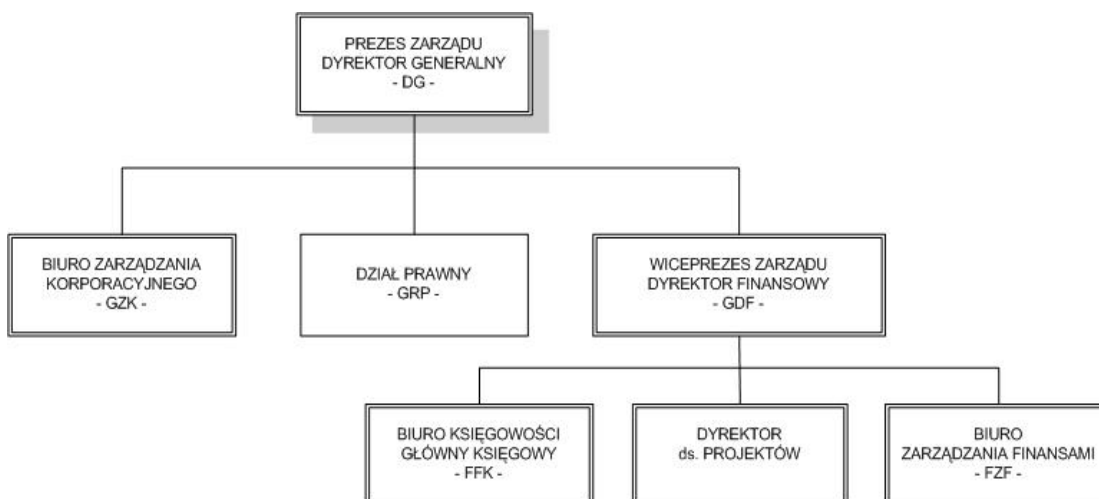 PREZES ZARZĄDU
DYREKTOR GENERALNY
- DG -
BIURO ZARZĄDZANIA
KORPORACYJNEGO
- GZK -
DZIAŁ PRAWNY
- GRP -
WICEPREZES ZARZĄDU
DYREKTOR FINANSOWY
- GDF -
BIURO KSIĘGOWOŚCI
GŁÓWNY KSIĘGOWY
- FFK -
DYREKTOR
ds. PROJEKTÓW
BIURO
ZARZĄDZANIA FINANSAMI
- FZF -